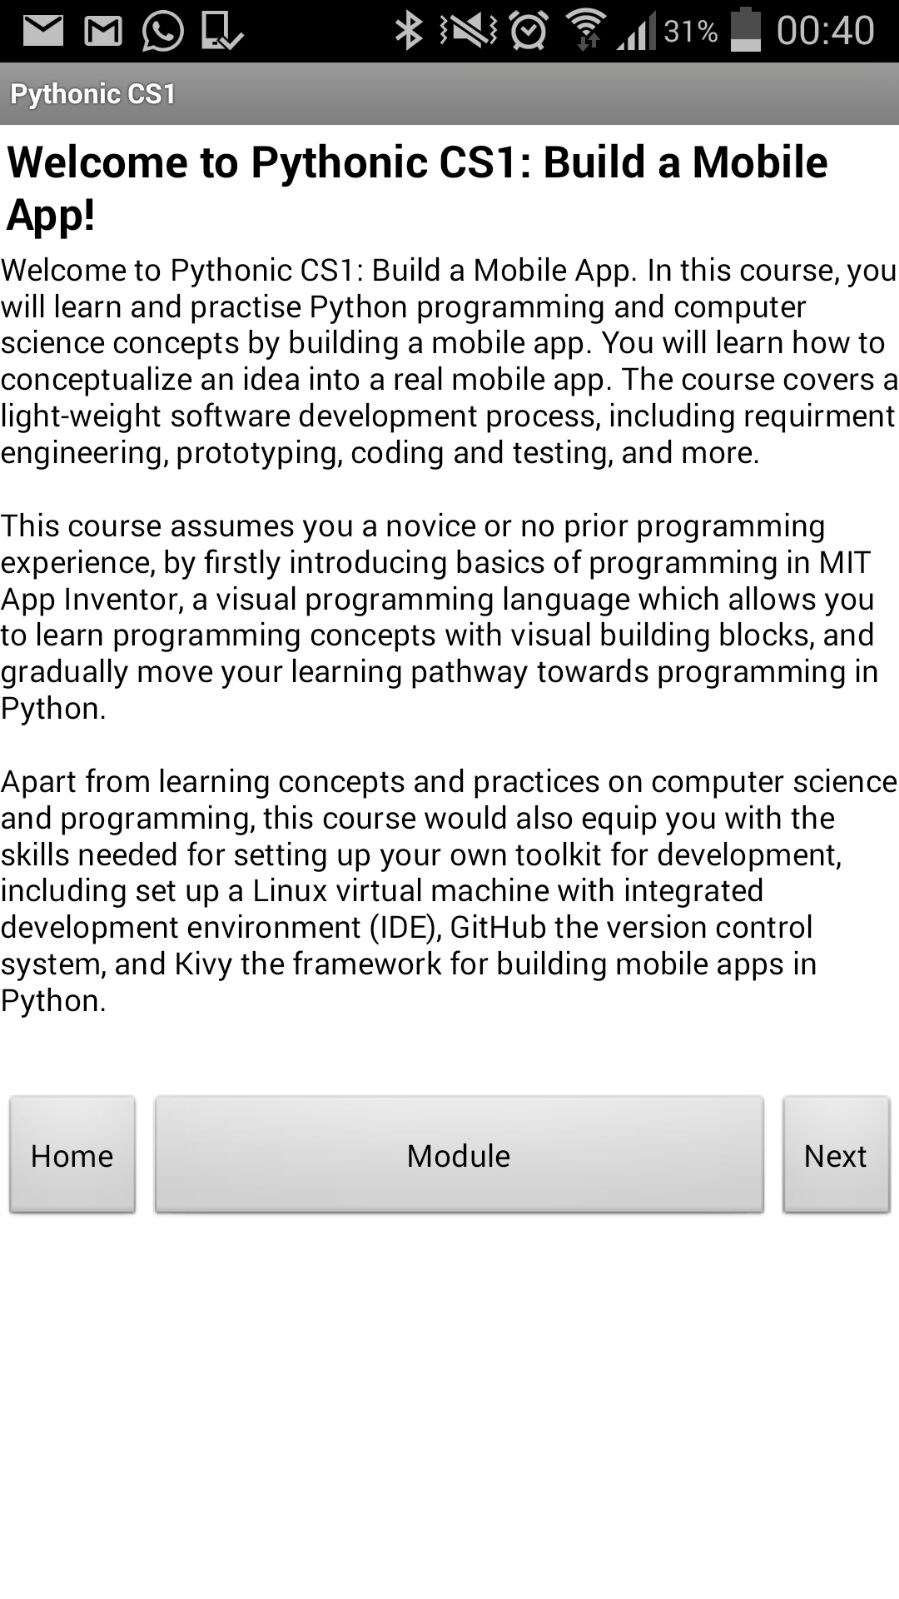 31% 00:40
Pythonic CS1
Welcome to Pythonic CS1: Build a Mobile
App!
Welcome to Pythonic CS1: Build a Mobile App. In this course, you
will learn and practise Python programming and computer
science concepts by building a mobile app. You will learn how to
conceptualize an idea into a real mobile app. The course covers a
light-weight software development process, including requirment
engineering, prototyping, coding and testing, and more.
This course assumes you a novice or no prior programming
experience, by firstly introducing basics of programming in MIT
App Inventor, a visual programming language which allows you
to learn programming concepts with visual building blocks, and
gradually move your learning pathway towards programming in
Python.
Apart from learning concepts and practices on computer science
and programming, this course would also equip you with the
skills needed for setting up your own toolkit for development,
including set up a Linux virtual machine with integrated
development environment (IDE), GitHub the version control
system, and Kivy the framework for building mobile apps in
Python.
Home Module Next